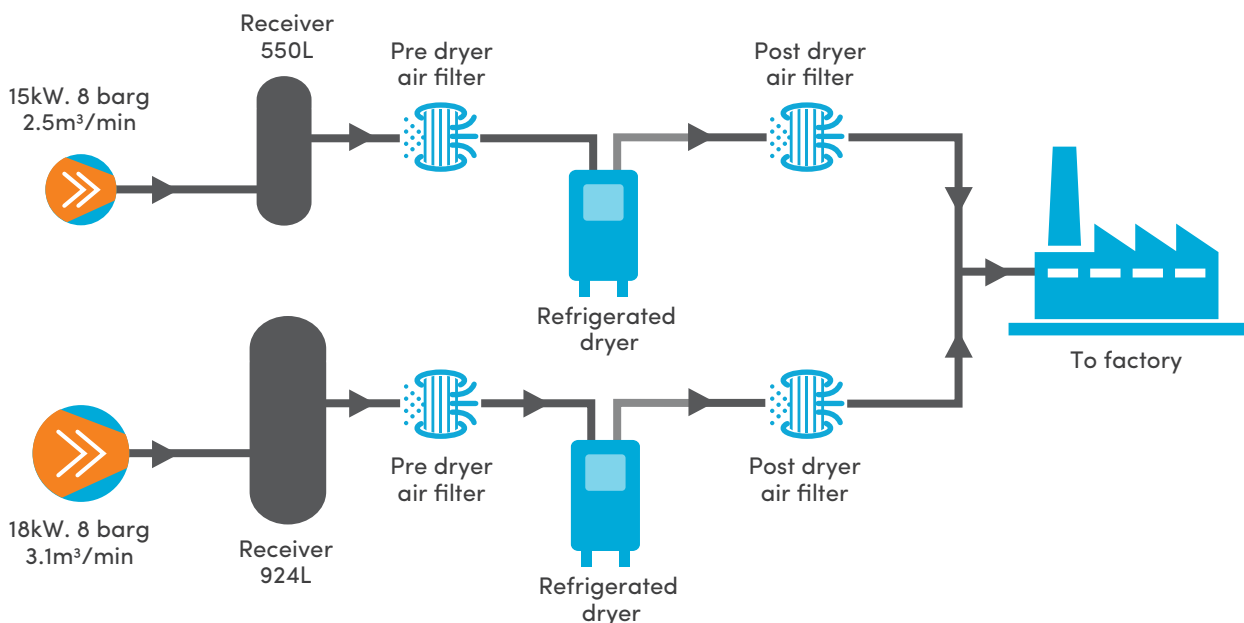 Receiver
550L
Pre dryer
air filter
Post dryer
air filter
15kW. 8 barg
2.5m³/min
Refrigerated
dryer
To factory
Pre dryer
air filter
Post dryer
air filter
18kW. 8 barg
3.1m³/min
Receiver
924L
Refrigerated
dryer